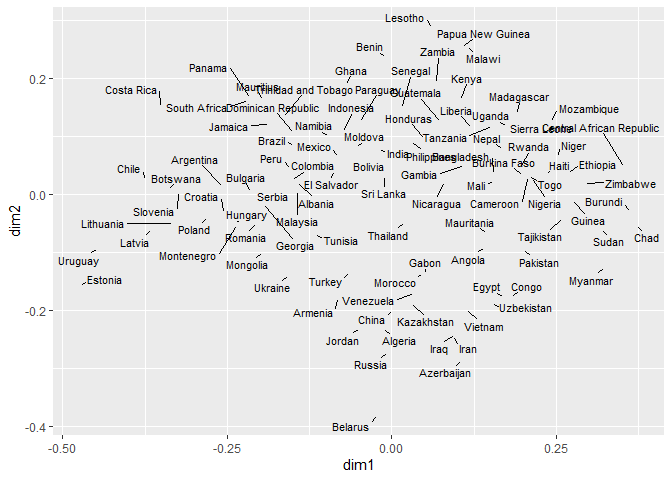 Lesotho
Papua New Guinea
Benin
Zambia
Malawi
Panama
Ghana
Senegal
Kenya
0.2
Costa Rica
Mauritius
Trinidad and Tobago
Paraguay
Guatemala
Madagascar
South Africa
Dominican Republic
Indonesia
Liberia
Mozambique
Honduras
Uganda
Jamaica
Namibia
Sierra Leone
Central African Republic
Brazil
Mexico
Moldova
Tanzania
Nepal
Rwanda
Niger
India
Philippines
Bangladesh
Peru
Colombia
Bolivia
Burkina Faso
Haiti
Ethiopia
Argentina
Chile
Gambia
Botswana
Bulgaria
El Salvador
Mali
Togo
Zimbabwe
0.0
Croatia
Serbia
Albania
Sri Lanka
Nicaragua
Cameroon
Nigeria
Burundi
Slovenia
Hungary
Malaysia
Mauritania
Guinea
Lithuania
Poland
dim2
Latvia
Romania
Georgia
Tunisia
Thailand
Tajikistan
Sudan
Chad
Uruguay
Montenegro
Mongolia
Gabon
Angola
Pakistan
Estonia
Ukraine
Turkey
Morocco
Egypt
Congo
Myanmar
Venezuela
Uzbekistan
-0.2
Armenia
China
Kazakhstan
Vietnam
Jordan
Algeria
Iraq
Iran
Russia
Azerbaijan
Belarus
-0.4
-0.50
-0.25
0.00
0.25
dim1